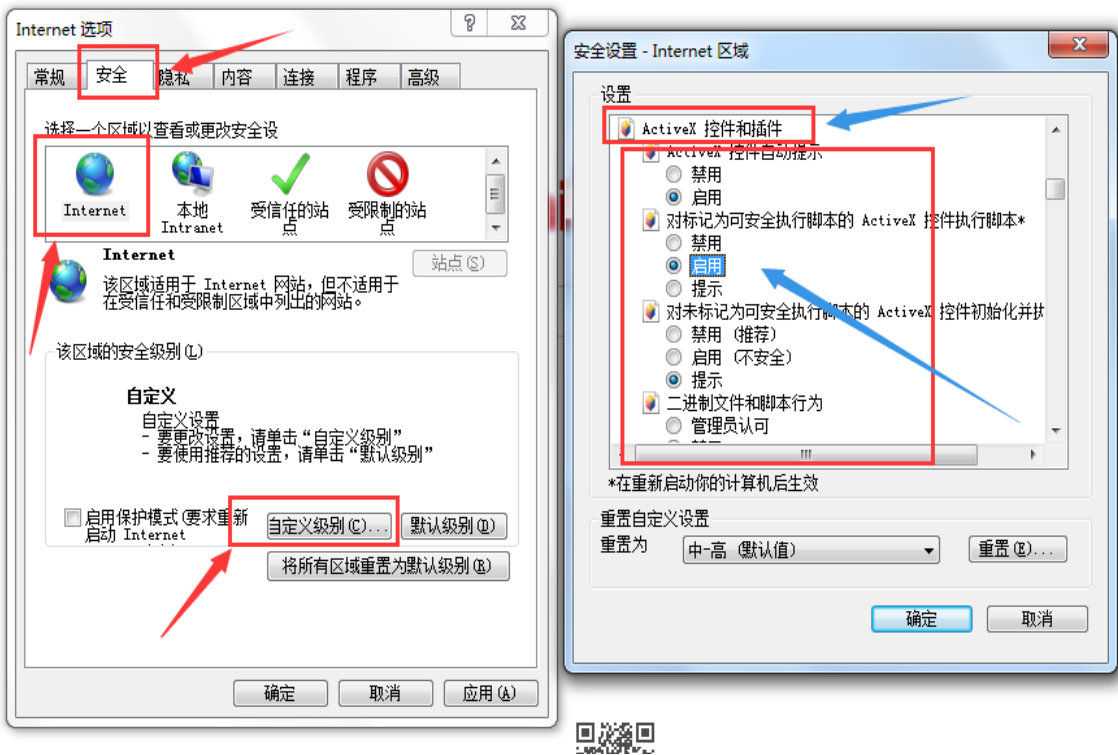 Internet 选项
常规
安全
隐私
内容
连接
程序
高级
选择一个区域以查看或更改安全设
Internet
本地
Intranet
受信任的站
点
受限制的站
点
Internet
站点(S)
该区域适用于 Internet 网站，但不适用于
在受信任和受限制区域中列出的网站。
该区域的安全级别(L)
自定义
自定义设置
- 要更改设置，请单击“自定义级别”
- 要使用推荐的设置，请单击“默认级别”
启用保护模式(要求重新
启动 Internet
自定义级别(C)...
默认级别(D)
将所有区域重置为默认级别(R)
确定
取消
应用(A)
安全设置 - Internet 区域
设置
ActiveX 控件和插件
ActiveX 控件自动提示
禁用
启用
对标记为可安全执行脚本的 ActiveX 控件执行脚本*
禁用
启用
提示
对未标记为可安全执行脚本的 ActiveX 控件初始化并执
禁用（推荐）
启用（不安全）
提示
二进制文件和脚本行为
管理员认可
*在重新启动你的计算机后生效
重置自定义设置
重置为
中-高（默认值）
重置(E)...
确定
取消